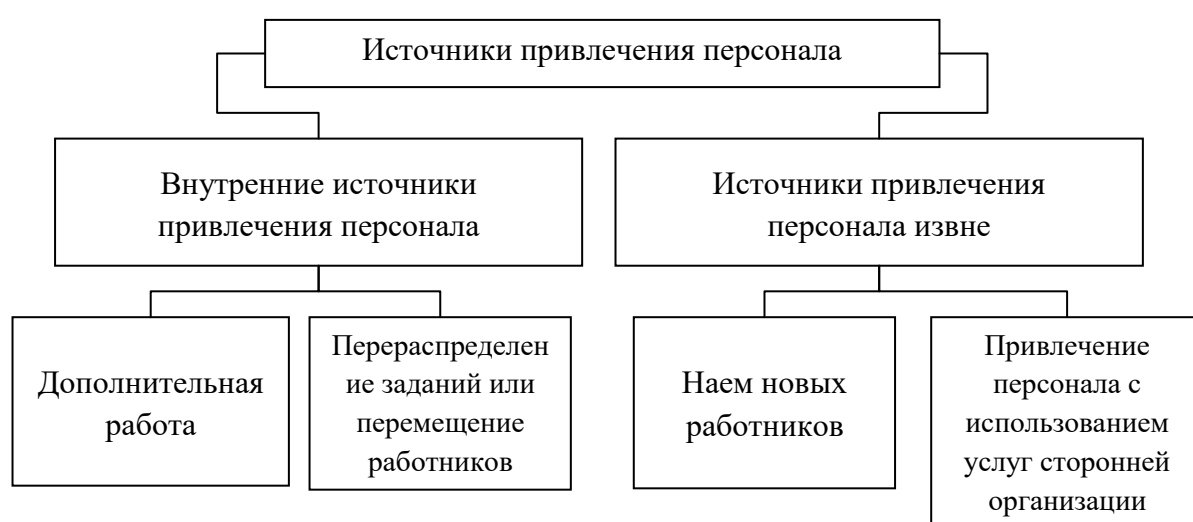 Источники привлечения персонала
Внутренние источники
привлечения персонала
Источники привлечения
персонала извне
Дополнительная
работа
Перераспределен
ие заданий или
перемещение
работников
Наем новых
работников
Привлечение
персонала с
использованием
услуг сторонней
организации